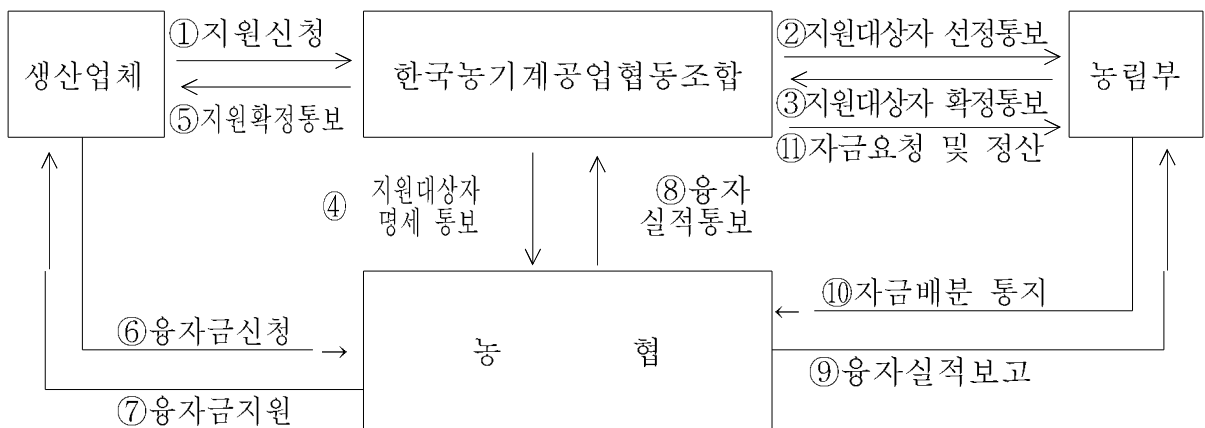 ①지원신청
②지원대상자 선정통보
생산업체
한국농기계공업협동조합
농림부
⑤지원확정통보
③지원대상자 확정통보
⑪자금요청 및 정산
④ 지원대상자
명세 통보
⑧융자
실적통보
⑩자금배분 통지
⑥융자금신청
농 협
⑨융자실적보고
⑦융자금지원